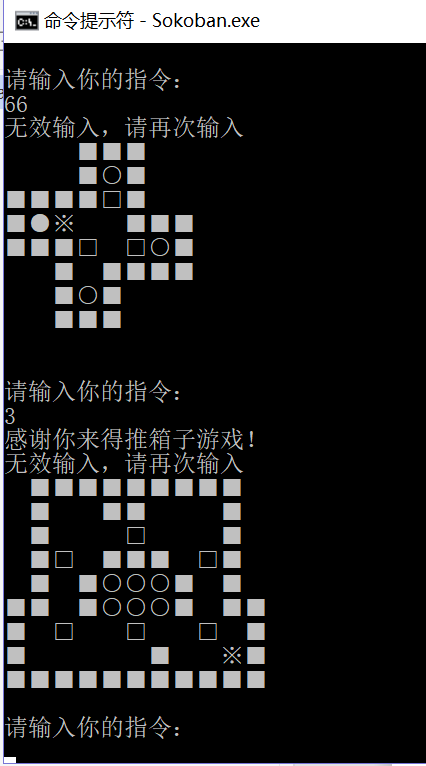 命令提示符 - Sokoban.exe
请输入你的指令:
66
无效输入，请再次输入
■■■
■○■
■■■■□■
■●※　　■■■
■■■□　□○■
■　■■■■
■○■
■■■
请输入你的指令:
3
感谢你来得推箱子游戏!
无效输入，请再次输入
■■■■■■■■■
■　　■■　　　■
■　　　□　　　■
■□　■■■　□■
■　■○○○■　■
■■　■○○○■　■■
■　□　　□　　□　■
■　　　　　■　　※■
■■■■■■■■■■■
请输入你的指令: